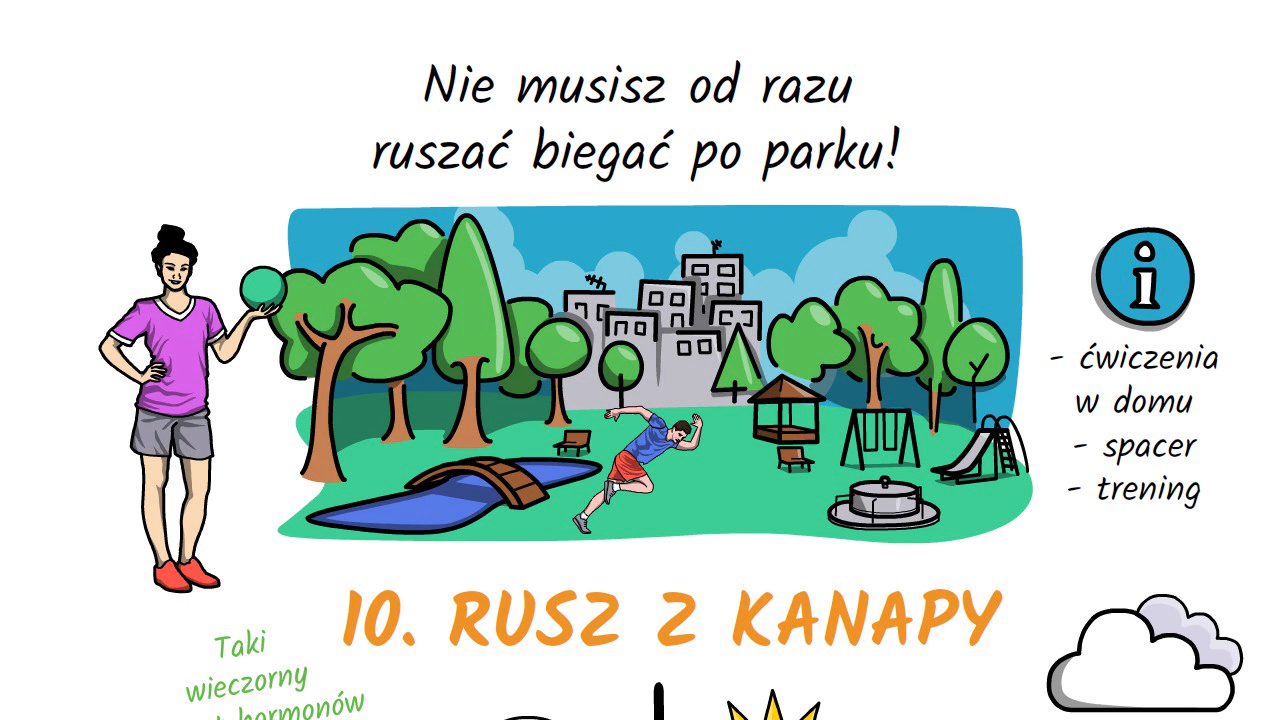 Nie musisz od razu
ruszać biegać po parku!
i
- ćwiczenia
w domu
- spacer
- trening
10. RUSZ Z KANAPY
Taki
wieczorny
hormonów